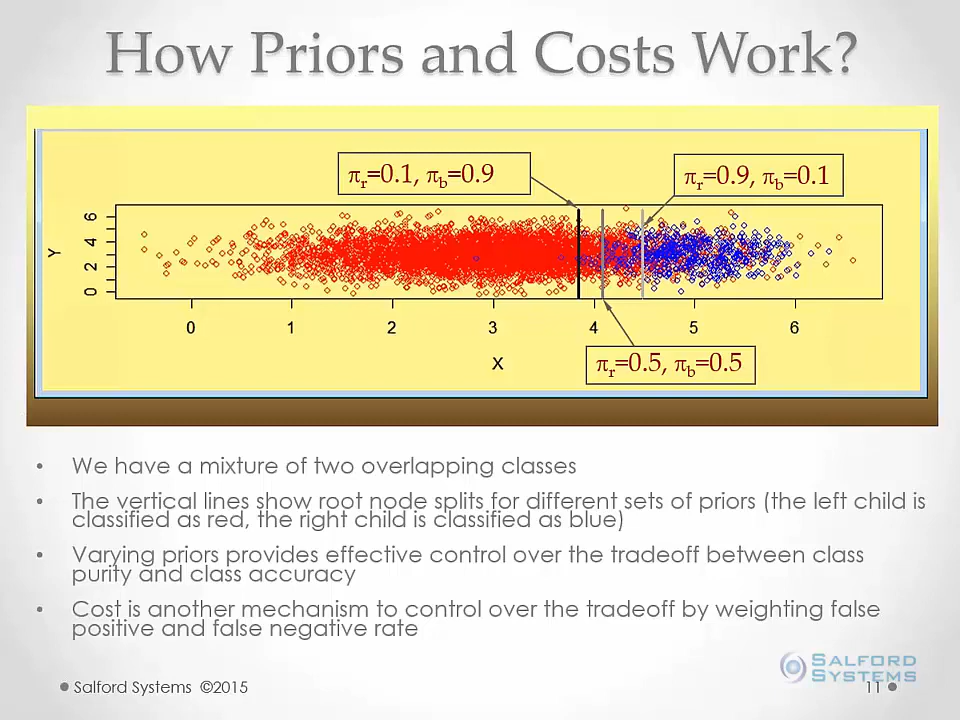 How Priors and Costs Work?
πr=0.1, πb=0.9
πr=0.9, πb=0.1
Y
0 2 4 6
0 1 2 3 4 5 6
X
πr=0.5, πb=0.5
• We have a mixture of two overlapping classes
• The vertical lines show root node splits for different sets of priors (the left child is
classified as red, the right child is classified as blue)
• Varying priors provides effective control over the tradeoff between class
purity and class accuracy
• Cost is another mechanism to control over the tradeoff by weighting false
positive and false negative rate
SALFORD
SYSTEMS
Salford Systems ©2015
11